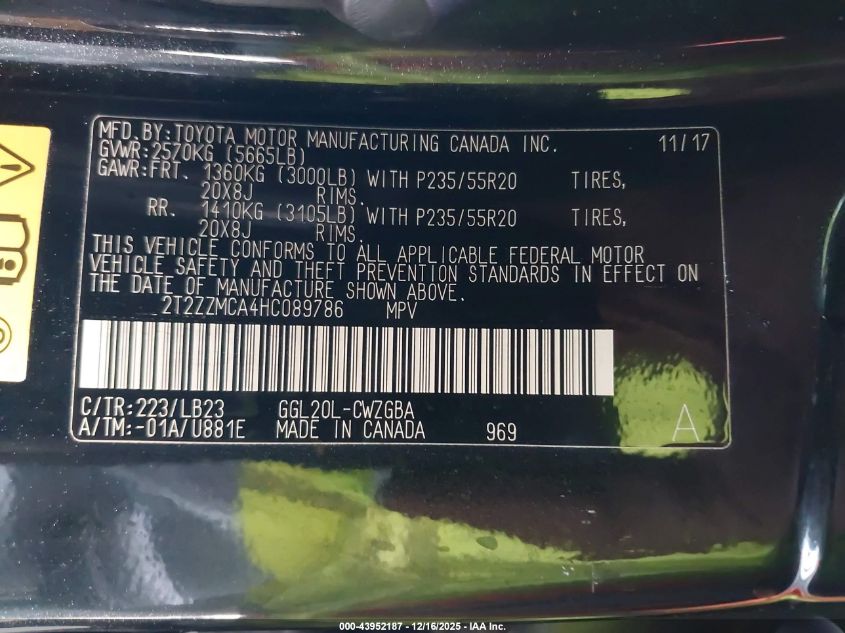 MFD.BY:TOYOTA MOTOR MANUFACTURING CANADA INC. 11/17
GVWR:2570KG (5665LB)
GAWR:FRT. 1360KG (3000LB) WITH P235/55R20 TIRES,
20X8J RIMS.
RR. 1410KG (3105LB) WITH P235/55R20 TIRES,
20X8J RIMS.
THIS VEHICLE CONFORMS TO ALL APPLICABLE FEDERAL MOTOR
VEHICLE SAFETY AND THEFT PREVENTION STANDARDS IN EFFECT ON
THE DATE OF MANUFACTURE SHOWN ABOVE.
2T2ZZMCA4HC089786 MPV
C/TR:223/LB23 GGL20L-CWZGBA
A/TM:-01A/U881E MADE IN CANADA 969 A
000-43952187 - 12/16/2025 - IAA Inc.